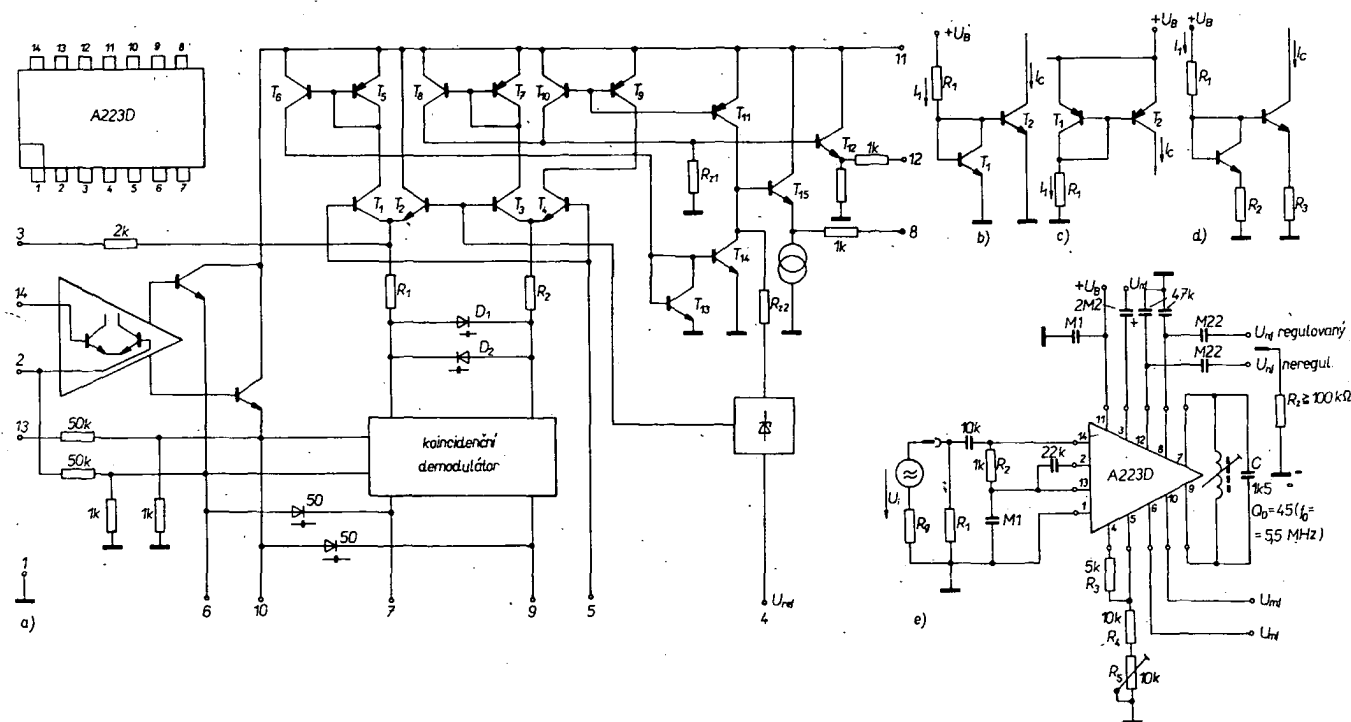 14 13 12 11 10 9 8
A223D
1 2 3 4 5 6 7
3
2k
14
2
13
50k
50k
1k
1k
1
a)
T6
T5
T8
T7
T10
T9
T11
11
T12
1k
12
Rz1
T15
T1
T2
T3
T4
1k
8
T14
T13
Rz2
R1
R2
D1
D2
koincidenční
demodulátor
50
50
6
10
7
9
5
Uref
4
+UB
R1
I1
IC
T2
T1
b)
+UB
T1
T2
IC
I1
R1
c)
+UB
I1
R1
IC
R2
R3
d)
+UB
2M2
Unf
47k
M1
M22
Unf regulovaný
M22
Unf neregul.
Rz ≧ 100 kΩ
11 3 12 8
10k
14
1k
R2
22k
2
13
1
A223D
7
9
10
6
5
4
C
1k5
Q0=45 (f0=
= 5,5 MHz)
Ui
Rg
R1
M1
5k
R3
10k
R4
R5
10k
Umf
Umf
e)